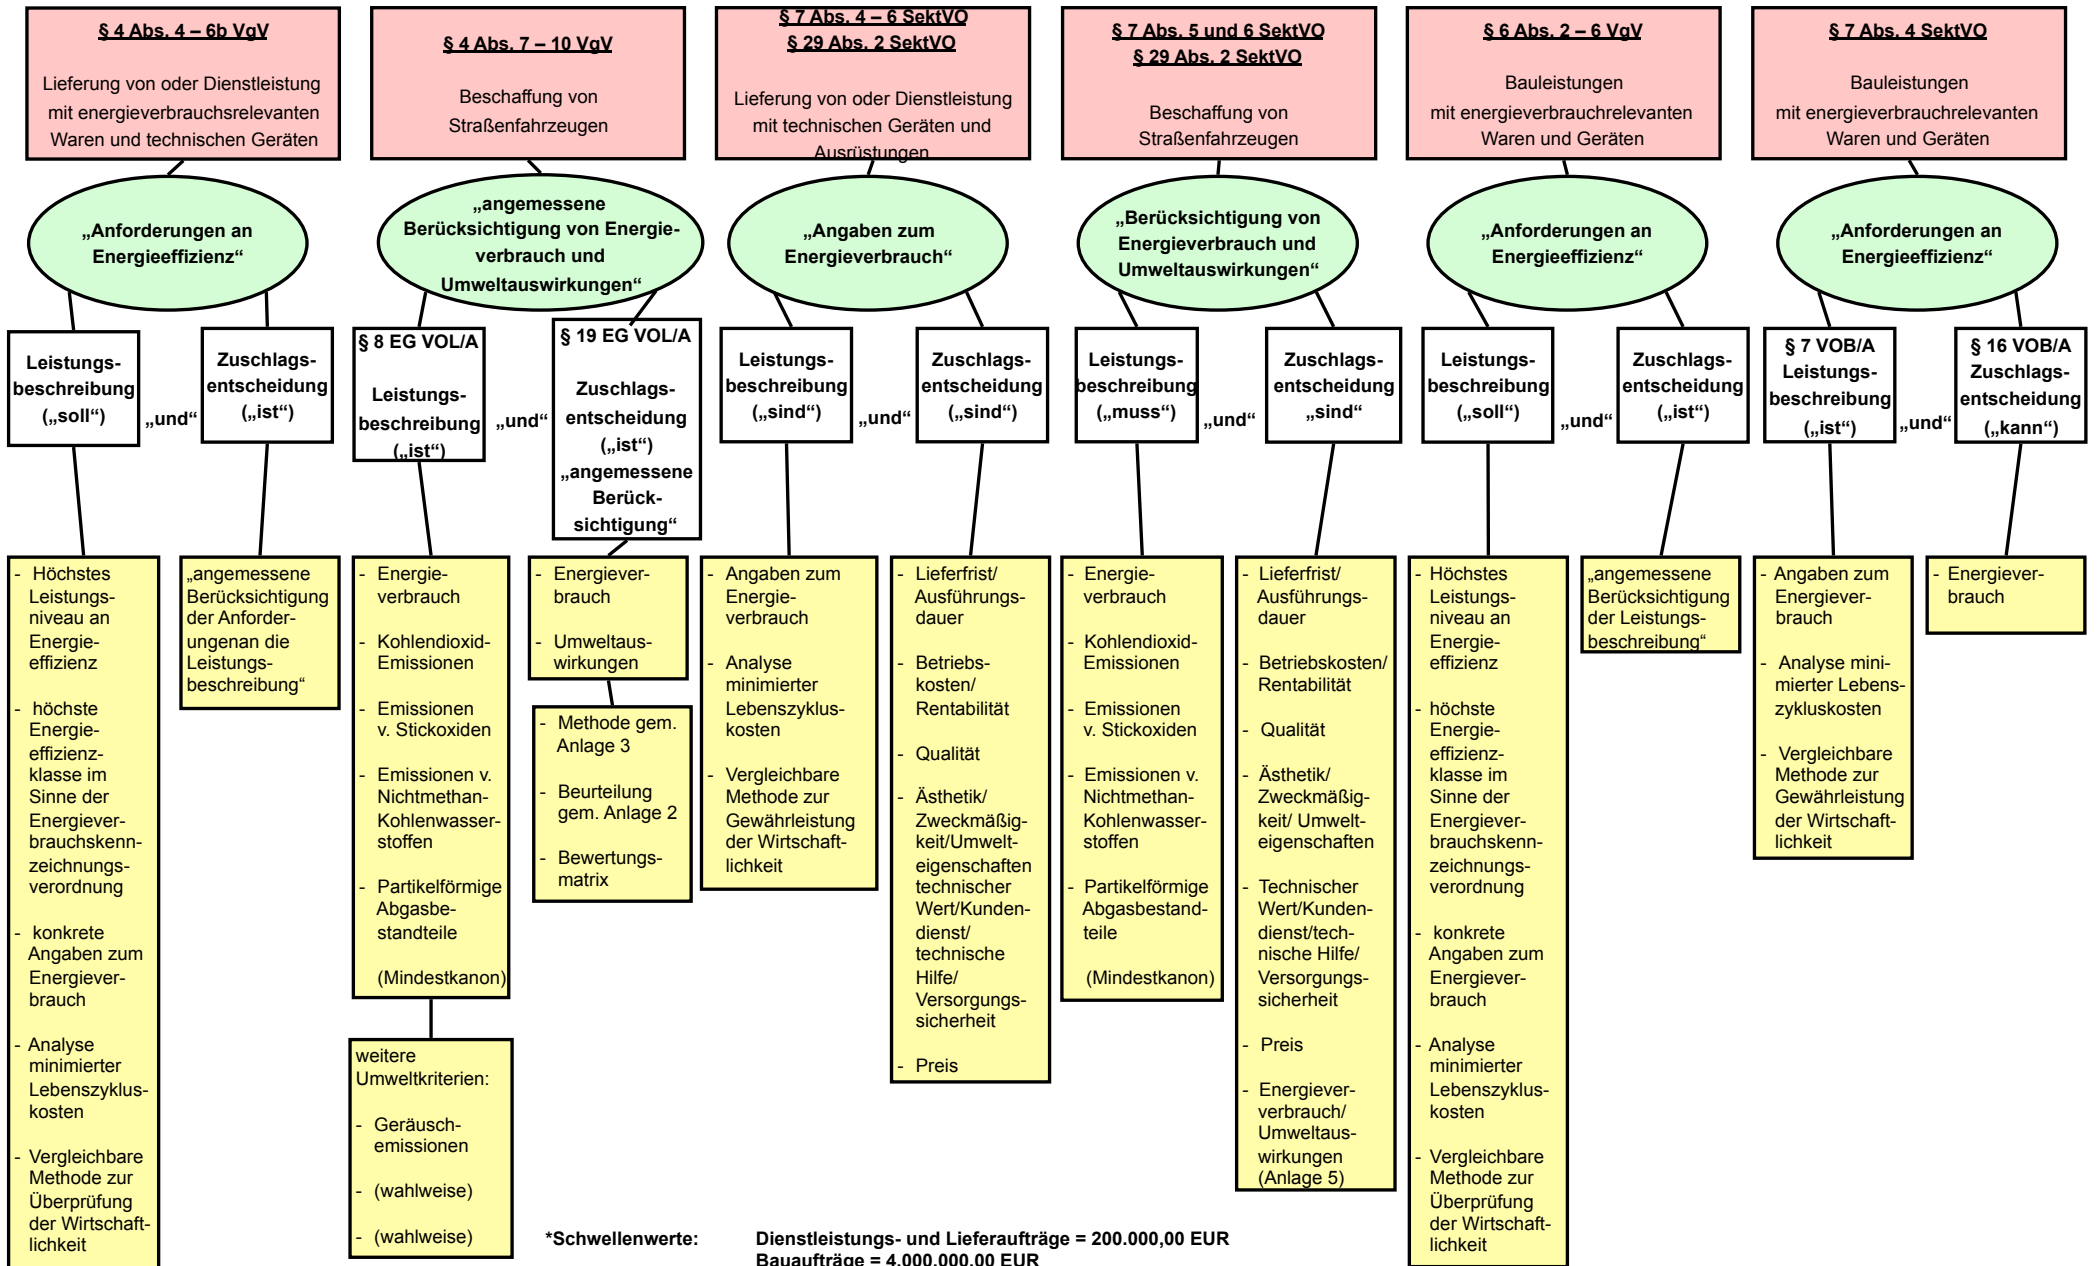 § 4 Abs. 4 – 6b VgV
Lieferung von oder Dienstleistung
mit energieverbrauchsrelevanten
Waren und technischen Geräten
§ 4 Abs. 7 – 10 VgV
Beschaffung von
Straßenfahrzeugen
§ 7 Abs. 4 – 6 SektVO
§ 29 Abs. 2 SektVO
Lieferung von oder Dienstleistung
mit technischen Geräten und
Ausrüstungen
§ 7 Abs. 5 und 6 SektVO
§ 29 Abs. 2 SektVO
Beschaffung von
Straßenfahrzeugen
§ 6 Abs. 2 – 6 VgV
Bauleistungen
mit energieverbrauchrelevanten
Waren und Geräten
§ 7 Abs. 4 SektVO
Bauleistungen
mit energieverbrauchrelevanten
Waren und Geräten
„Anforderungen an
Energieeffizienz“
„angemessene
Berücksichtigung von Energie-
verbrauch und
Umweltauswirkungen“
„Angaben zum
Energieverbrauch“
„Berücksichtigung von
Energieverbrauch und
Umweltauswirkungen“
„Anforderungen an
Energieeffizienz“
„Anforderungen an
Energieeffizienz“
Leistungs-
beschreibung
(„soll“)
„und“
Zuschlags-
entscheidung
(„ist“)
§ 8 EG VOL/A
Leistungs-
beschreibung
(„ist“)
„und“
§ 19 EG VOL/A
Zuschlags-
entscheidung
(„ist“)
„angemessene
Berück-
sichtigung“
Leistungs-
beschreibung
(„sind“)
„und“
Zuschlags-
entscheidung
(„sind“)
Leistungs-
beschreibung
(„muss“)
„und“
Zuschlags-
entscheidung
„sind“
Leistungs-
beschreibung
(„soll“)
„und“
Zuschlags-
entscheidung
(„ist“)
§ 7 VOB/A
Leistungs-
beschreibung
(„ist“)
„und“
§ 16 VOB/A
Zuschlags-
entscheidung
(„kann“)
- Höchstes
Leistungs-
niveau an
Energie-
effizienz
- höchste
Energie-
effizienz-
klasse im
Sinne der
Energiever-
brauchskenn-
zeichnungs-
verordnung
- konkrete
Angaben zum
Energiever-
brauch
- Analyse
minimierter
Lebenszyklus-
kosten
- Vergleichbare
Methode zur
Überprüfung
der Wirtschaft-
lichkeit
„angemessene
Berücksichtigung
der Anforder-
ungenan die
Leistungs-
beschreibung“
- Energie-
verbrauch
- Kohlendioxid-
Emissionen
- Emissionen
v. Stickoxiden
- Emissionen v.
Nichtmethan-
Kohlenwasser-
stoffen
- Partikelförmige
Abgasbe-
standteile
(Mindestkanon)
weitere
Umweltkriterien:
- Geräusch-
emissionen
- (wahlweise)
- (wahlweise)
- Energiever-
brauch
- Umweltaus-
wirkungen
- Methode gem.
Anlage 3
- Beurteilung
gem. Anlage 2
- Bewertungs-
matrix
- Angaben zum
Energie-
verbrauch
- Analyse
minimierter
Lebenszyklus-
kosten
- Vergleichbare
Methode zur
Gewährleistung
der Wirtschaft-
lichkeit
- Lieferfrist/
Ausführungs-
dauer
- Betriebs-
kosten/
Rentabilität
- Qualität
- Ästhetik/
Zweckmäßig-
keit/Umwelt-
eigenschaften
technischer
Wert/Kunden-
dienst/
technische
Hilfe/
Versorgungs-
sicherheit
- Preis
- Energie-
verbrauch
- Kohlendioxid-
Emissionen
- Emissionen
v. Stickoxiden
- Emissionen v.
Nichtmethan-
Kohlenwasser-
stoffen
- Partikelförmige
Abgasbestand-
teile
(Mindestkanon)
- Lieferfrist/
Ausführungs-
dauer
- Betriebskosten/
Rentabilität
- Qualität
- Ästhetik/
Zweckmäßig-
keit/ Umwelt-
eigenschaften
- Technischer
Wert/Kunden-
dienst/tech-
nische Hilfe/
Versorgungs-
sicherheit
- Preis
- Energiever-
verbrauch/
Umweltaus-
wirkungen
(Anlage 5)
- Höchstes
Leistungs-
niveau an
Energie-
effizienz
- höchste
Energie-
effizienz-
klasse im
Sinne der
Energiever-
brauchskenn-
zeichnungs-
verordnung
- konkrete
Angaben zum
Energiever-
brauch
- Analyse
minimierter
Lebenszyklus-
kosten
- Vergleichbare
Methode zur
Überprüfung
der Wirtschaft-
lichkeit
„angemessene
Berücksichtigung
der Leistungs-
beschreibung“
- Angaben zum
Energiever-
brauch
- Analyse mini-
mierter Lebens-
zykluskosten
- Vergleichbare
Methode zur
Gewährleistung
der Wirtschaft-
lichkeit
- Energiever-
brauch
*Schwellenwerte: Dienstleistungs- und Lieferaufträge = 200.000,00 EUR
Bauaufträge = 4.000.000,00 EUR